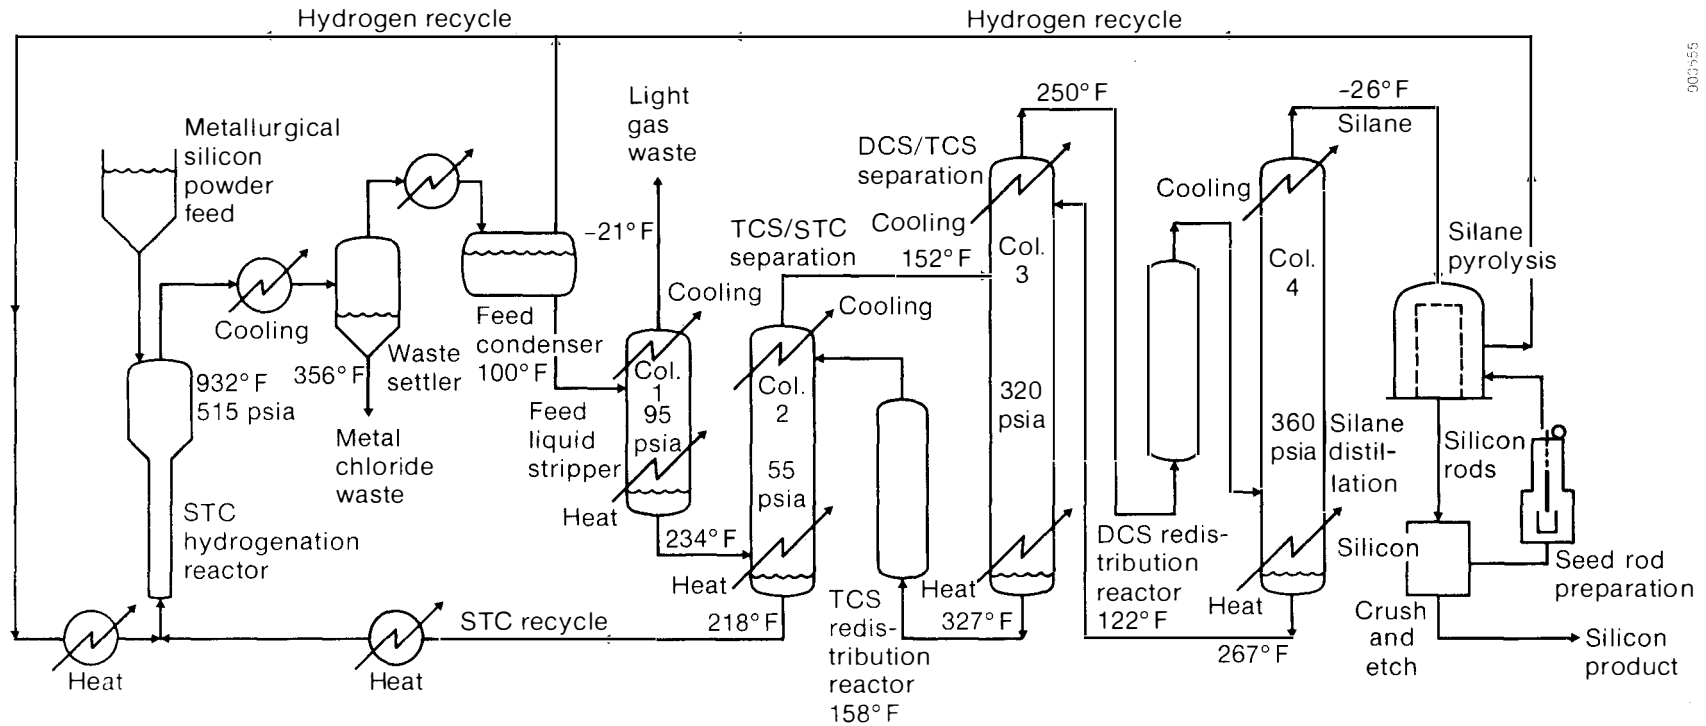 Hydrogen recycle
Hydrogen recycle
Metallurgical
silicon
powder
feed
Cooling
932°F
515 psia
STC
hydrogenation
reactor
Heat
356°F
Waste
settler
Metal
chloride
waste
Feed
condenser
100°F
Light
gas
waste
-21°F
Cooling
Col.
1
95
psia
Feed
liquid
stripper
Heat
234°F
TCS/STC
separation
Cooling
Col.
2
55
psia
Heat
218°F
STC recycle
Heat
152°F
TCS
redis-
tribution
reactor
158°F
DCS/TCS
separation
Cooling
250°F
Col.
3
320
psia
Heat
327°F
DCS redis-
tribution
reactor
122°F
Cooling
-26°F
Silane
Col.
4
360
psia
Silane
distil-
lation
Heat
267°F
Silane
pyrolysis
Silicon
rods
Silicon
Seed rod
preparation
Crush
and
etch
Silicon
product